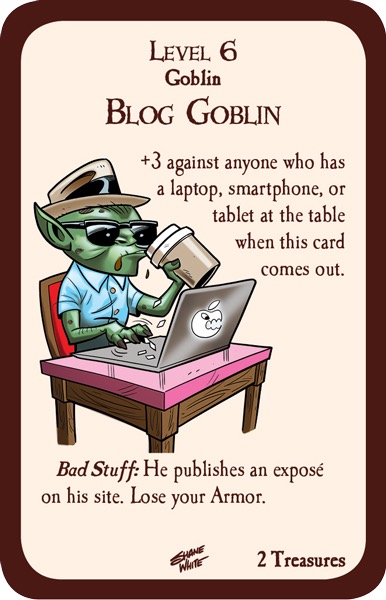 Level 6
Goblin
Blog Goblin
+3 against anyone who has
a laptop, smartphone, or
tablet at the table
when this card
comes out.
Bad Stuff: He publishes an exposé
on his site. Lose your Armor.
Shane White
2 Treasures